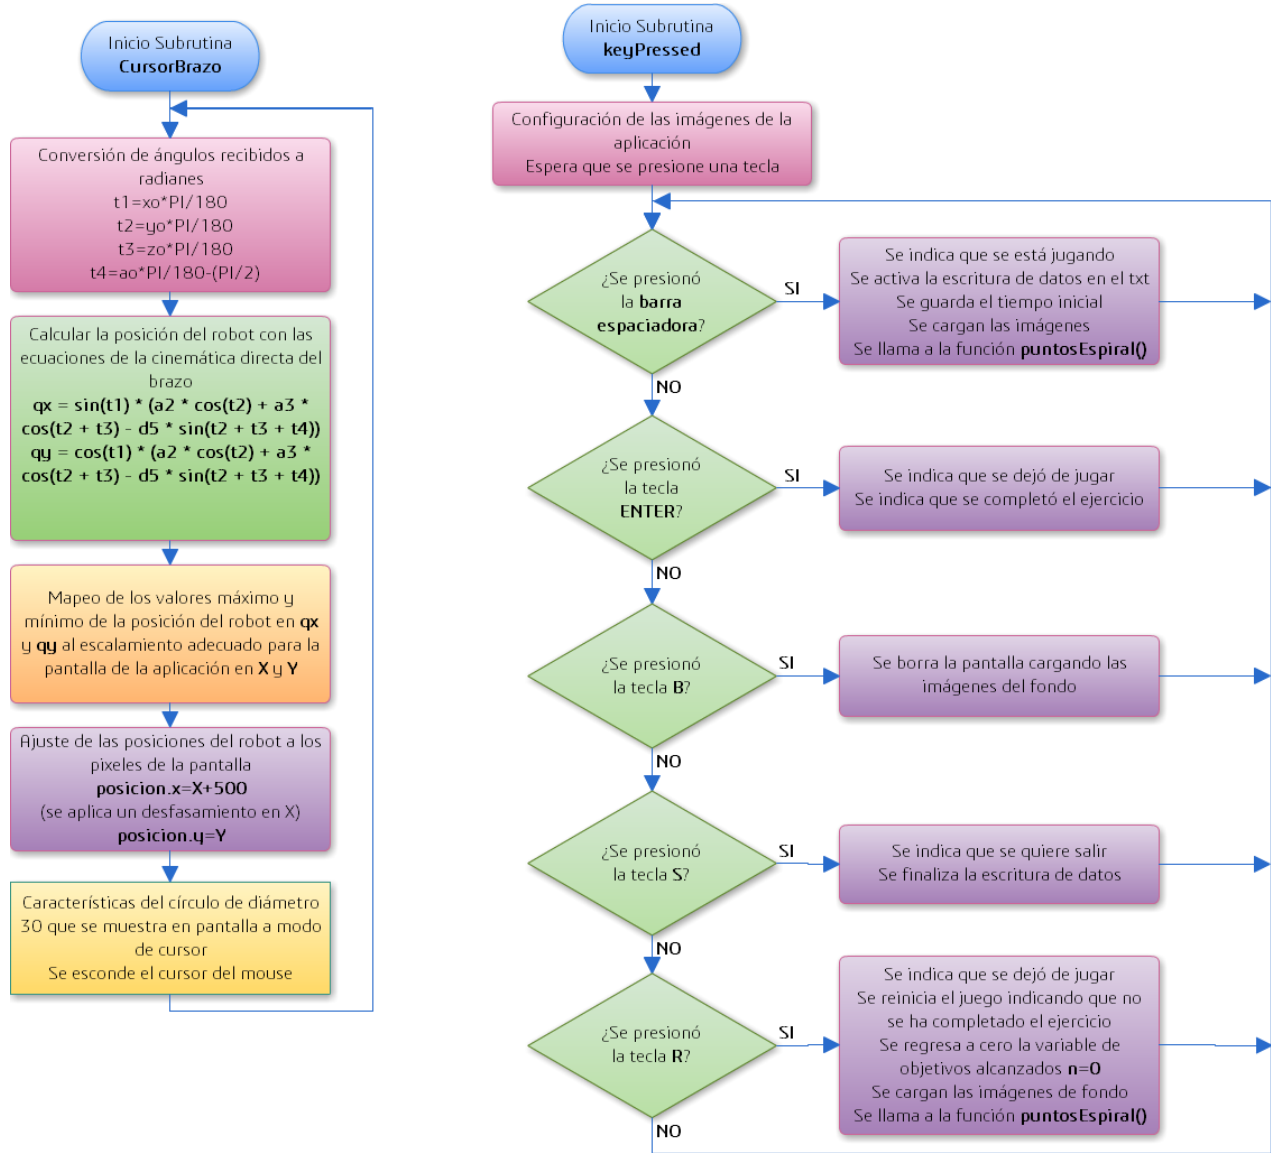 Inicio Subrutina
CursorBrazo
Conversión de ángulos recibidos a
radianes
t1=xo*PI/180
t2=yo*PI/180
t3=zo*PI/180
t4=ao*PI/180-(PI/2)
Calcular la posición del robot con las
ecuaciones de la cinemática directa del
brazo
qx = sin(t1) * (a2 * cos(t2) + a3 *
cos(t2 + t3) - d5 * sin(t2 + t3 + t4))
qy = cos(t1) * (a2 * cos(t2) + a3 *
cos(t2 + t3) - d5 * sin(t2 + t3 + t4))
Mapeo de los valores máximo y
mínimo de la posición del robot en qx
y qy al escalamiento adecuado para la
pantalla de la aplicación en X y Y
Ajuste de las posiciones del robot a los
pixeles de la pantalla
posicion.x=X+500
(se aplica un desfasamiento en X)
posicion.y=Y
Características del círculo de diámetro
30 que se muestra en pantalla a modo
de cursor
Se esconde el cursor del mouse
Inicio Subrutina
keyPressed
Configuración de las imágenes de la
aplicación
Espera que se presione una tecla
¿Se presionó
la barra
espaciadora?
SI
Se indica que se está jugando
Se activa la escritura de datos en el txt
Se guarda el tiempo inicial
Se cargan las imágenes
Se llama a la función puntosEspiral()
NO
¿Se presionó
la tecla
ENTER?
SI
Se indica que se dejó de jugar
Se indica que se completó el ejercicio
NO
¿Se presionó
la tecla B?
SI
Se borra la pantalla cargando las
imágenes del fondo
NO
¿Se presionó
la tecla S?
SI
Se indica que se quiere salir
Se finaliza la escritura de datos
NO
¿Se presionó
la tecla R?
SI
Se indica que se dejó de jugar
Se reinicia el juego indicando que no
se ha completado el ejercicio
Se regresa a cero la variable de
objetivos alcanzados n=0
Se cargan las imágenes de fondo
Se llama a la función puntosEspiral()
NO